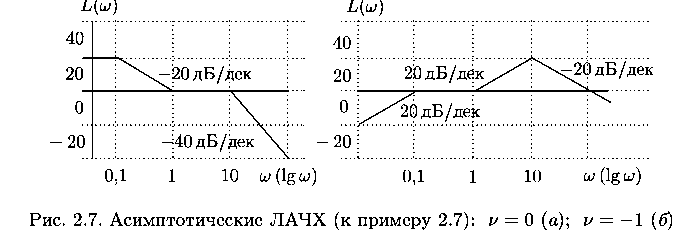 L(ω) L(ω)
40 40
20 −20 дБ/дек 20 20 дБ/дек −20 дБ/дек
0 0 20 дБ/дек
−20 −40 дБ/дек −20
0,1 1 10 ω (lg ω) 0,1 1 10 ω (lg ω)
Рис. 2.7. Асимптотические ЛАЧХ (к примеру 2.7): ν = 0 (а); ν = −1 (б)